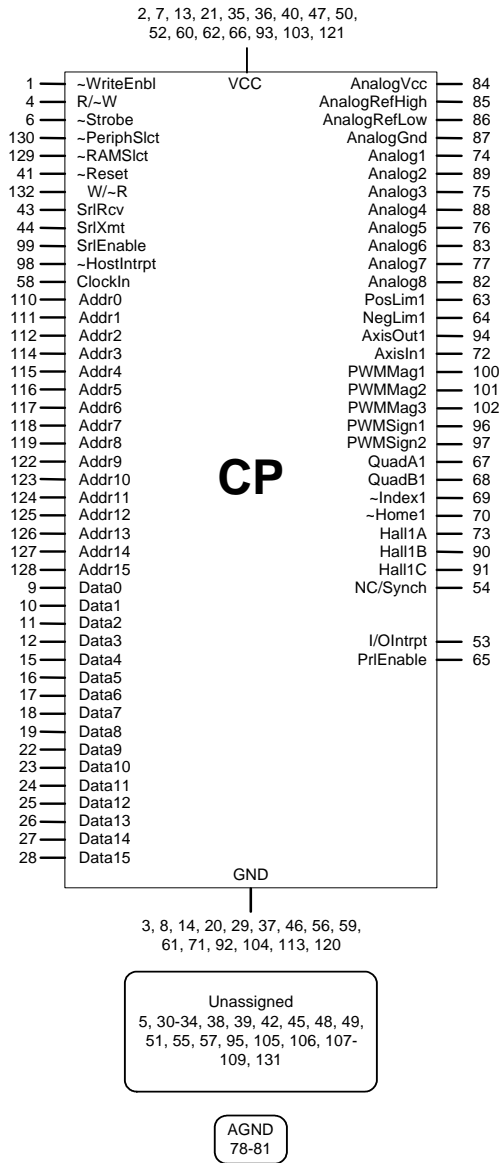 2, 7, 13, 21, 35, 36, 40, 47, 50,
52, 60, 62, 66, 93, 103, 121
VCC
1 ~WriteEnbl
4 R/~W
6 ~Strobe
130 ~PeriphSlct
129 ~RAMSlct
41 ~Reset
132 W/~R
43 SrlRcv
44 SrlXmt
99 SrlEnable
98 ~HostIntrpt
58 ClockIn
110 Addr0
111 Addr1
112 Addr2
114 Addr3
115 Addr4
116 Addr5
117 Addr6
118 Addr7
119 Addr8
122 Addr9
123 Addr10
124 Addr11
125 Addr12
126 Addr13
127 Addr14
128 Addr15
9 Data0
10 Data1
11 Data2
12 Data3
15 Data4
16 Data5
17 Data6
18 Data7
19 Data8
22 Data9
23 Data10
24 Data11
25 Data12
26 Data13
27 Data14
28 Data15
CP
AnalogVcc 84
AnalogRefHigh 85
AnalogRefLow 86
AnalogGnd 87
Analog1 74
Analog2 89
Analog3 75
Analog4 88
Analog5 76
Analog6 83
Analog7 77
Analog8 82
PosLim1 63
NegLim1 64
AxisOut1 94
AxisIn1 72
PWMMag1 100
PWMMag2 101
PWMMag3 102
PWMSign1 96
PWMSign2 97
QuadA1 67
QuadB1 68
~Index1 69
~Home1 70
Hall1A 73
Hall1B 90
Hall1C 91
NC/Synch 54
I/OIntrpt 53
PrlEnable 65
GND
3, 8, 14, 20, 29, 37, 46, 56, 59,
61, 71, 92, 104, 113, 120
Unassigned
5, 30-34, 38, 39, 42, 45, 48, 49,
51, 55, 57, 95, 105, 106, 107-
109, 131
AGND
78-81